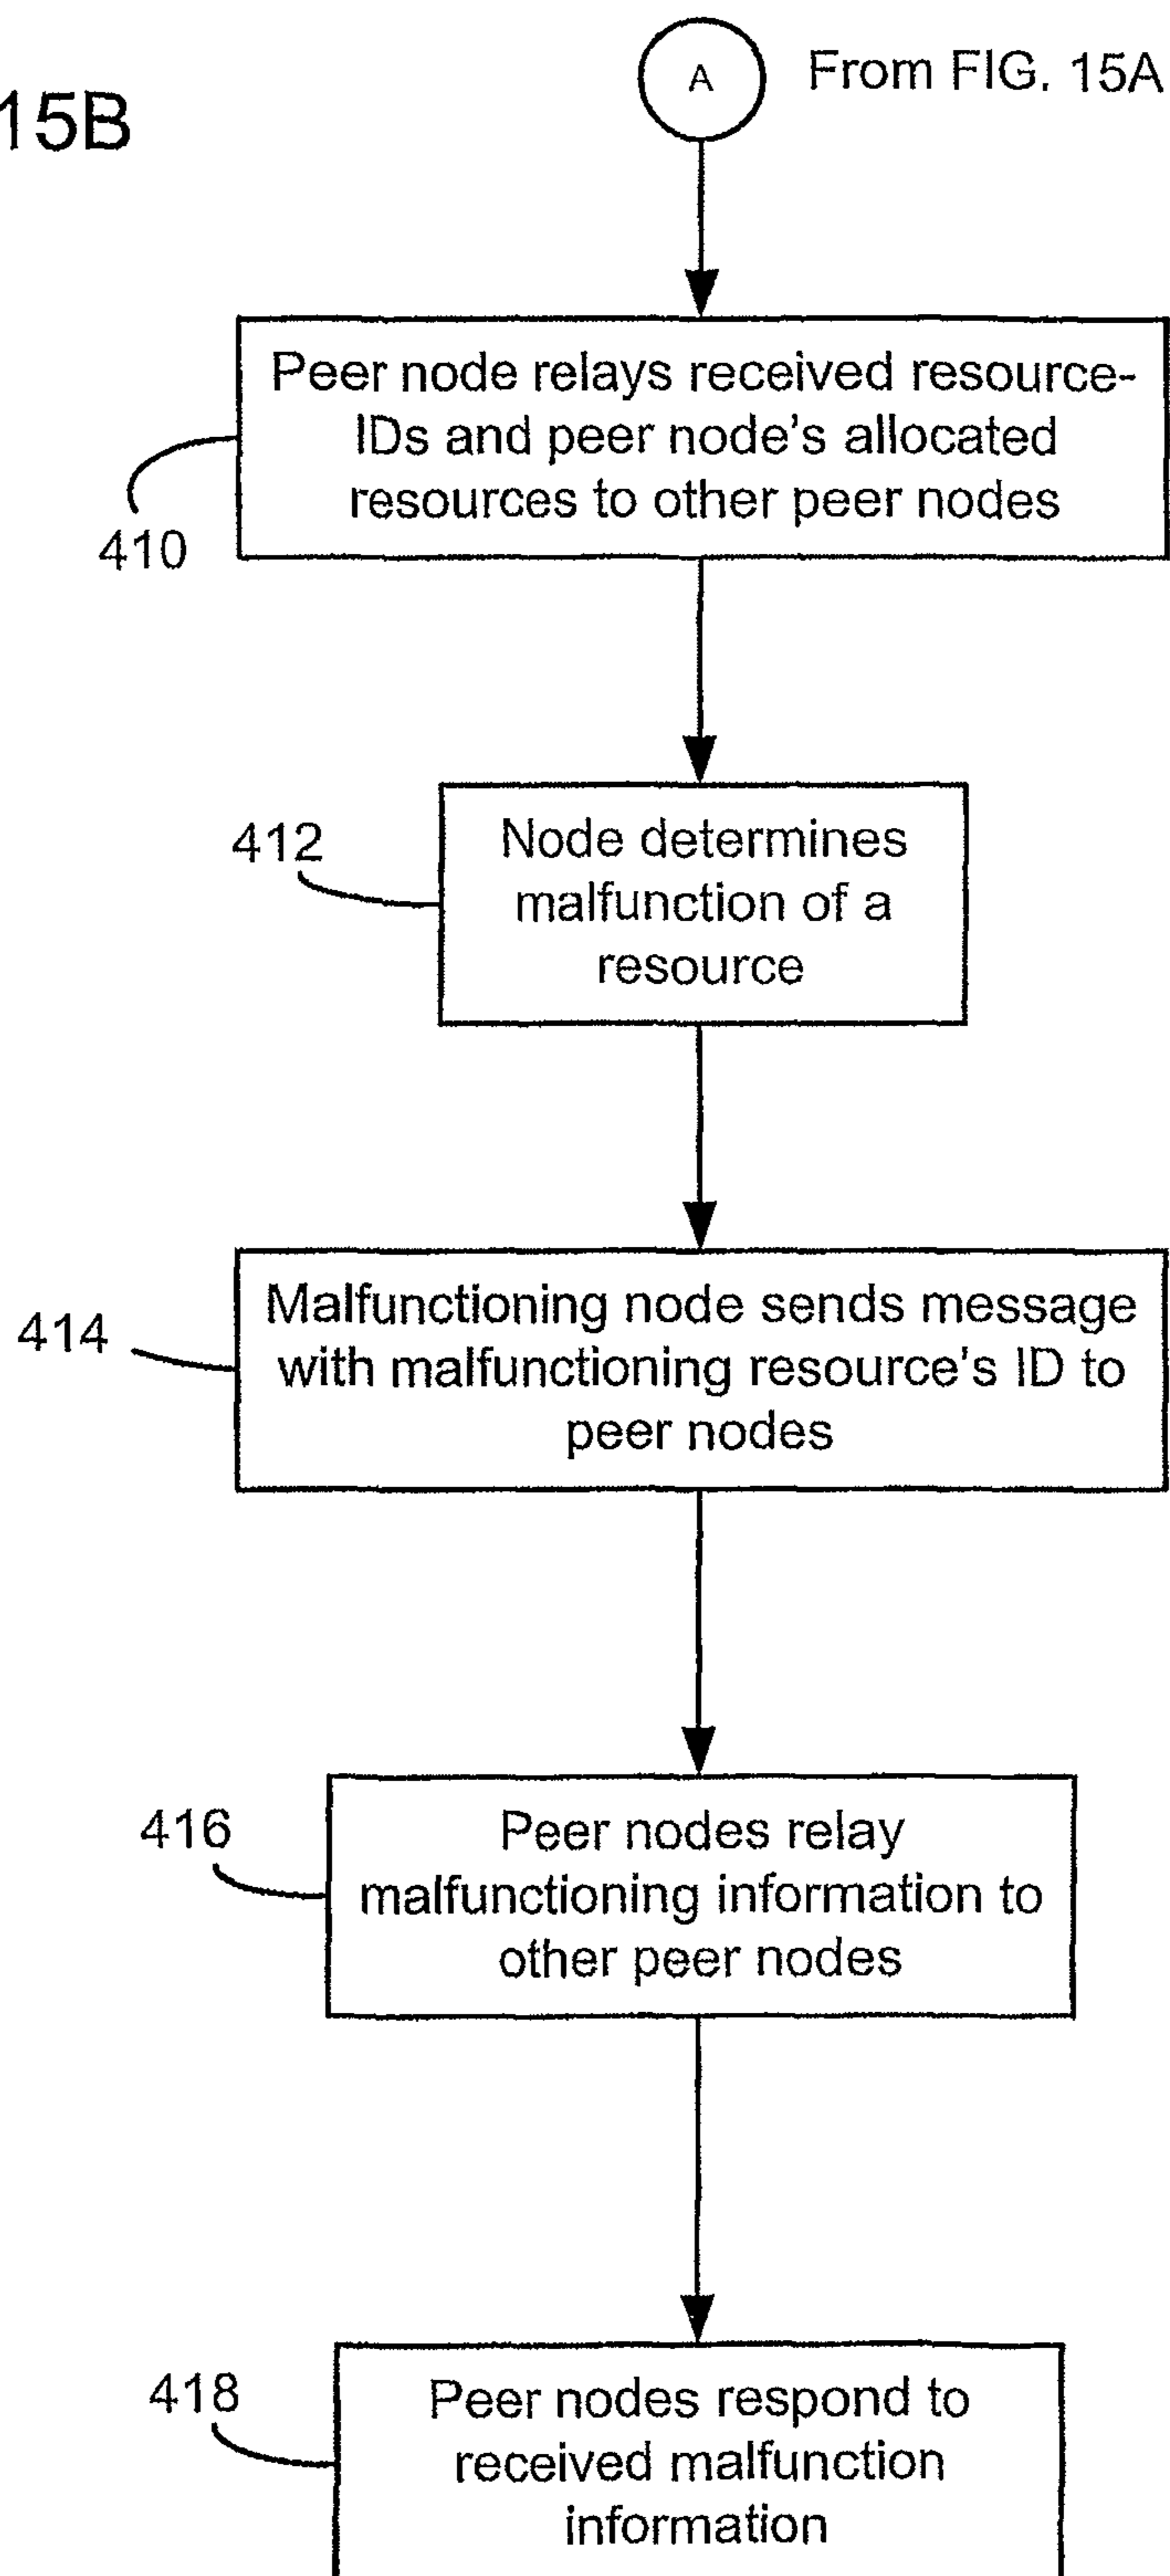 15B
A
From FIG. 15A
Peer node relays received resource-
IDs and peer node's allocated
resources to other peer nodes
410
412
Node determines
malfunction of a
resource
414
Malfunctioning node sends message
with malfunctioning resource's ID to
peer nodes
416
Peer nodes relay
malfunctioning information to
other peer nodes
418
Peer nodes respond to
received malfunction
information